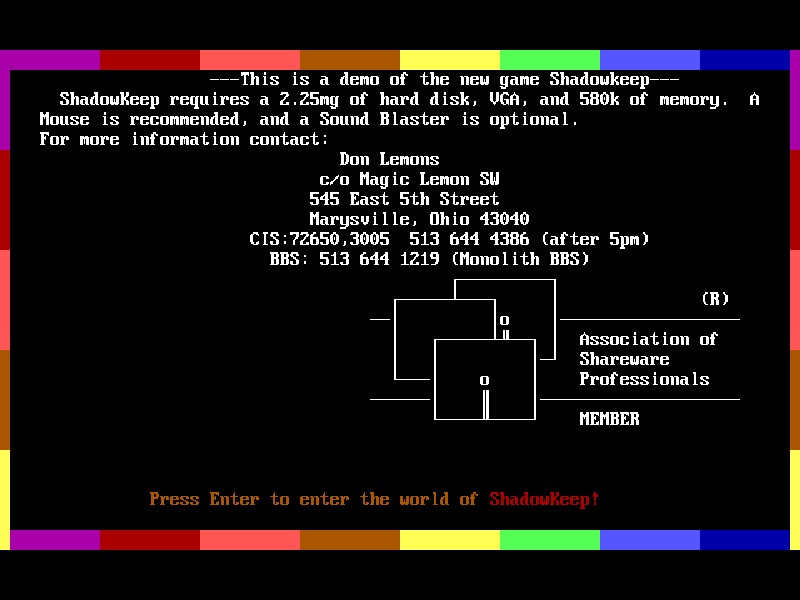 ---This is a demo of the new game Shadowkeep---
ShadowKeep requires a 2.25mg of hard disk, VGA, and 580k of memory.  A
Mouse is recommended, and a Sound Blaster is optional.
For more information contact:
Don Lemons
c/o Magic Lemon SW
545 East 5th Street
Marysville, Ohio 43040
CIS:72650,3005  513 644 4386 (after 5pm)
BBS: 513 644 1219 (Monolith BBS)
(R)
Association of
Shareware
Professionals
MEMBER
Press Enter to enter the world of ShadowKeep!